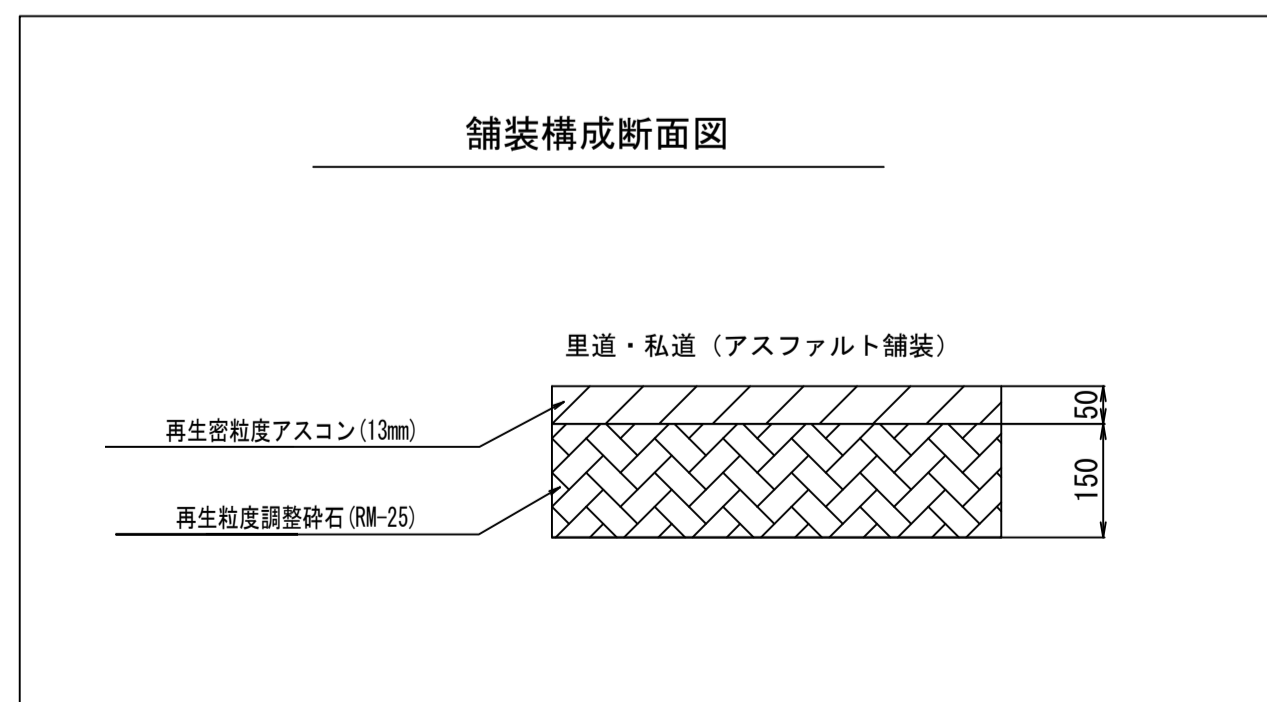 舗装構成断面図
里道・私道（アスファルト舗装）
50
再生密粒度アスコン(13mm)
150
再生粒度調整砕石(RM-25)